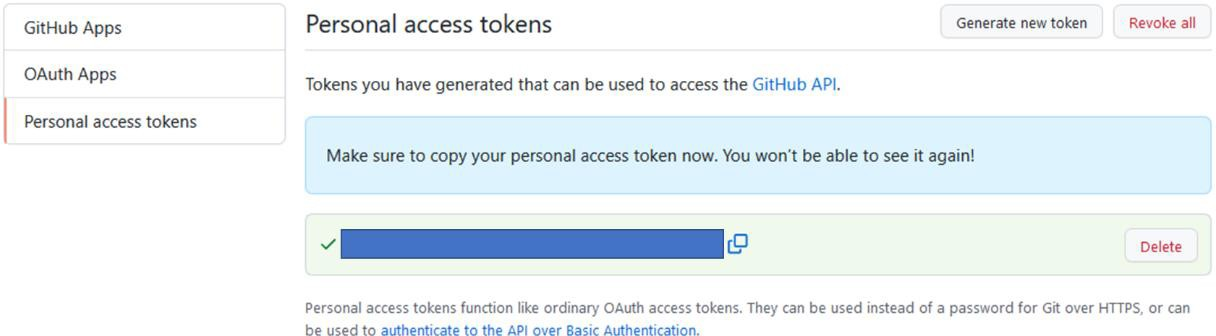 GitHub Apps
OAuth Apps
Personal access tokens
Personal access tokens
Generate new token
Revoke all
Tokens you have generated that can be used to access the GitHub API.
Make sure to copy your personal access token now. You won't be able to see it again!
Delete
Personal access tokens function like ordinary OAuth access tokens. They can be used instead of a password for Git over HTTPS, or can
be used to authenticate to the API over Basic Authentication.